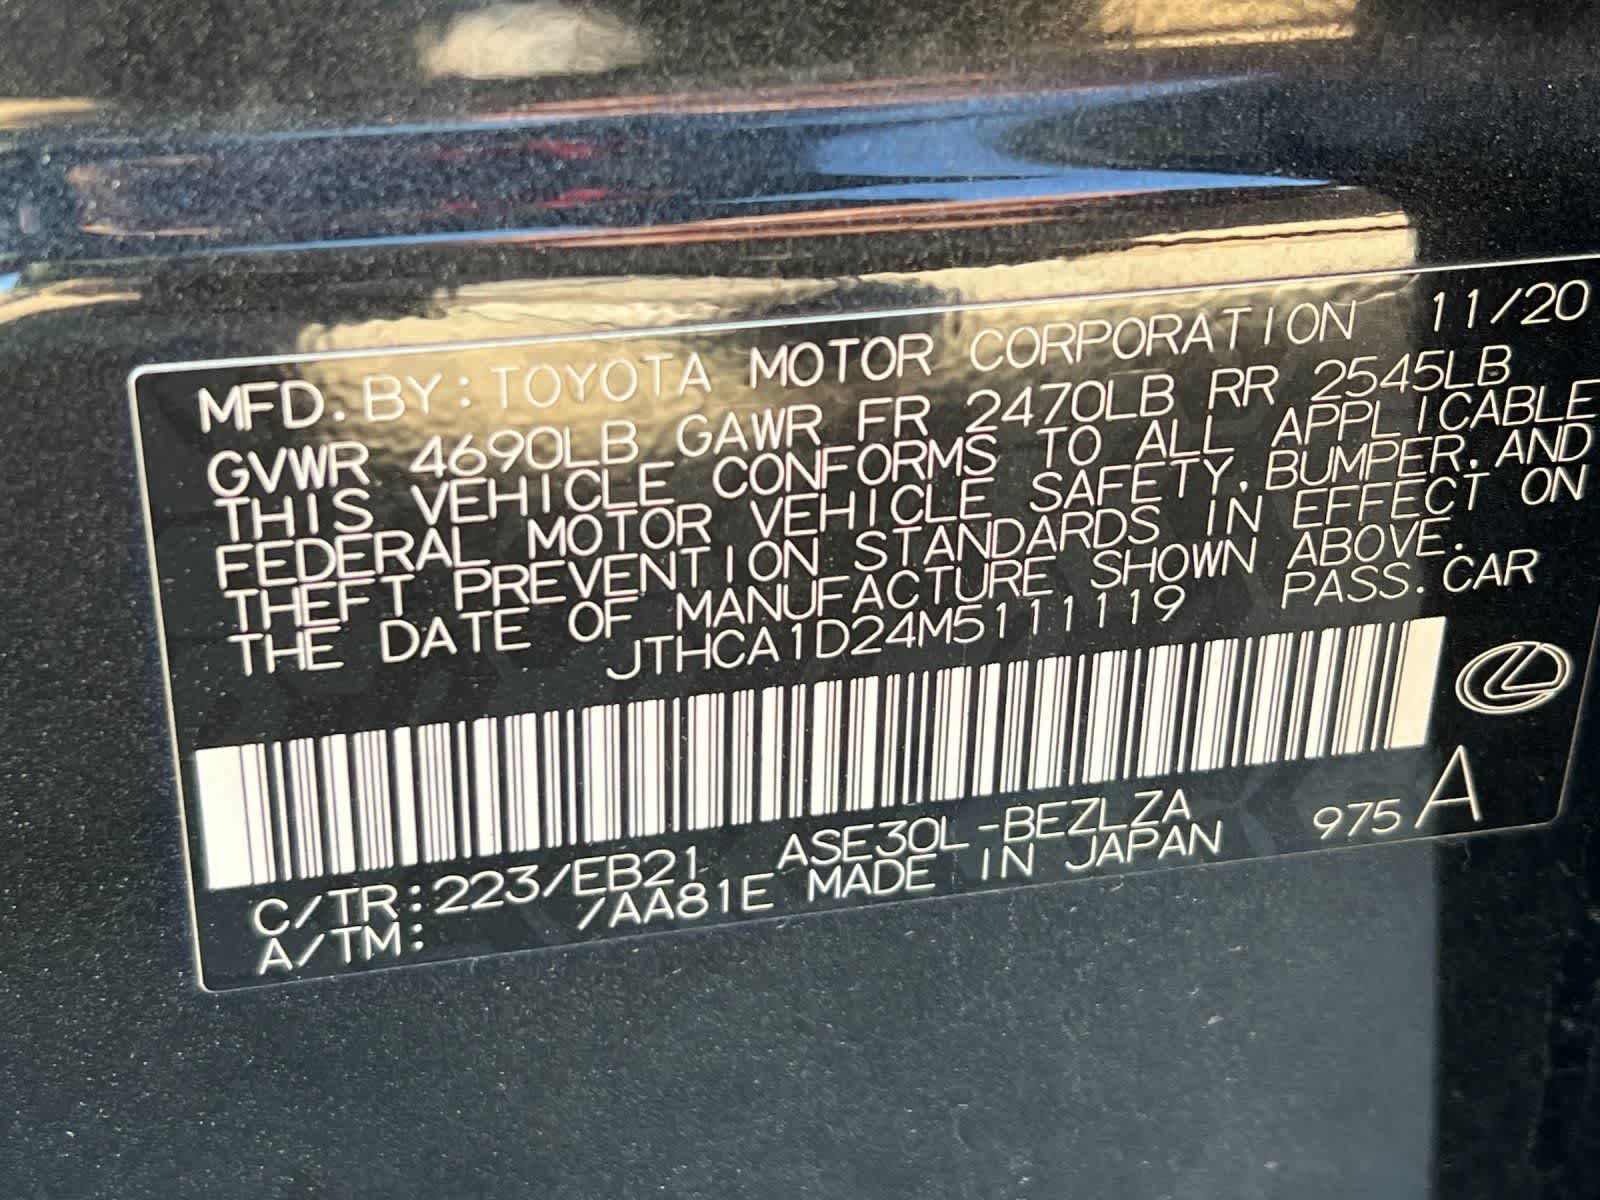 MFD. BY: TOYOTA MOTOR CORPORATION 11/20
GVWR 4690LB GAWR FR 2470LB RR 2545LB
THIS VEHICLE CONFORMS TO ALL APPLICABLE
FEDERAL MOTOR VEHICLE SAFETY, BUMPER, AND
THEFT PREVENTION STANDARDS IN EFFECT ON
THE DATE OF MANUFACTURE SHOWN ABOVE.
JTHCA1D24M5111119 PASS. CAR
C/TR:223/EB21 ASE30L-BEZLZA
A/TM: /AA81E MADE IN JAPAN 975 A